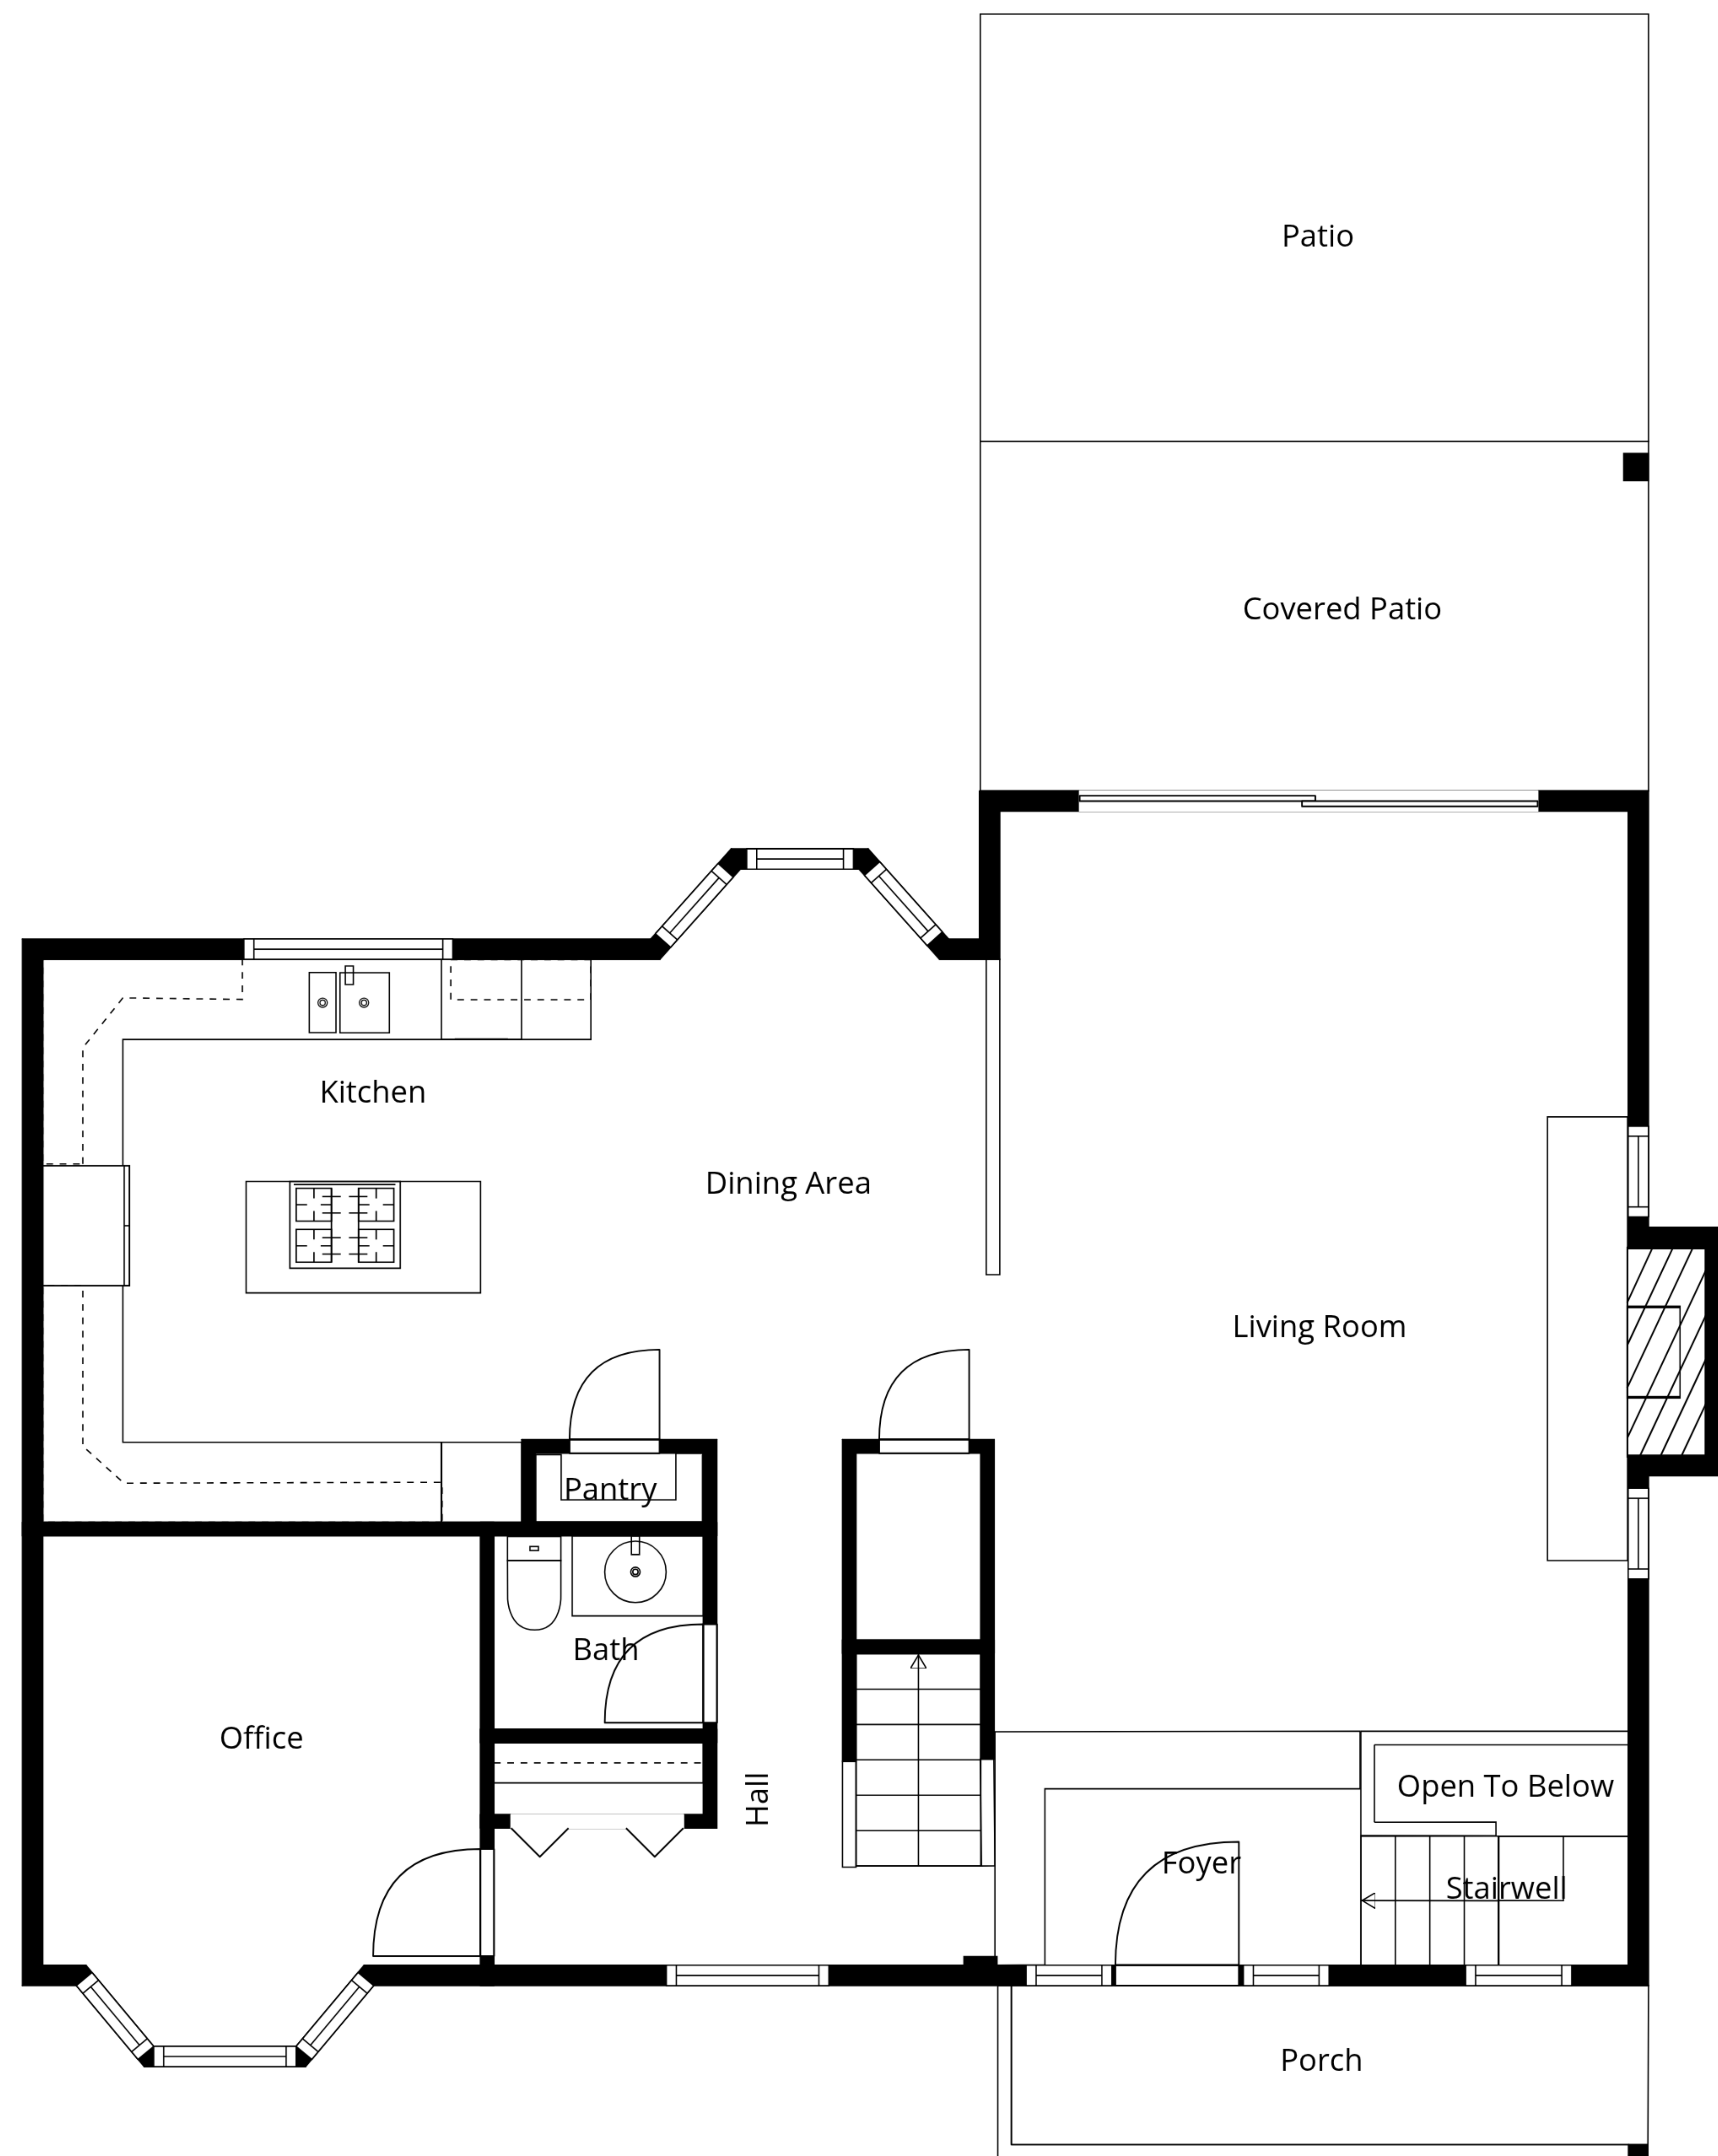 Patio
Covered Patio
Kitchen
Dining Area
Living Room
Pantry
Bath
Office
Hall
Open To Below
Foyer
Stairwell
Porch